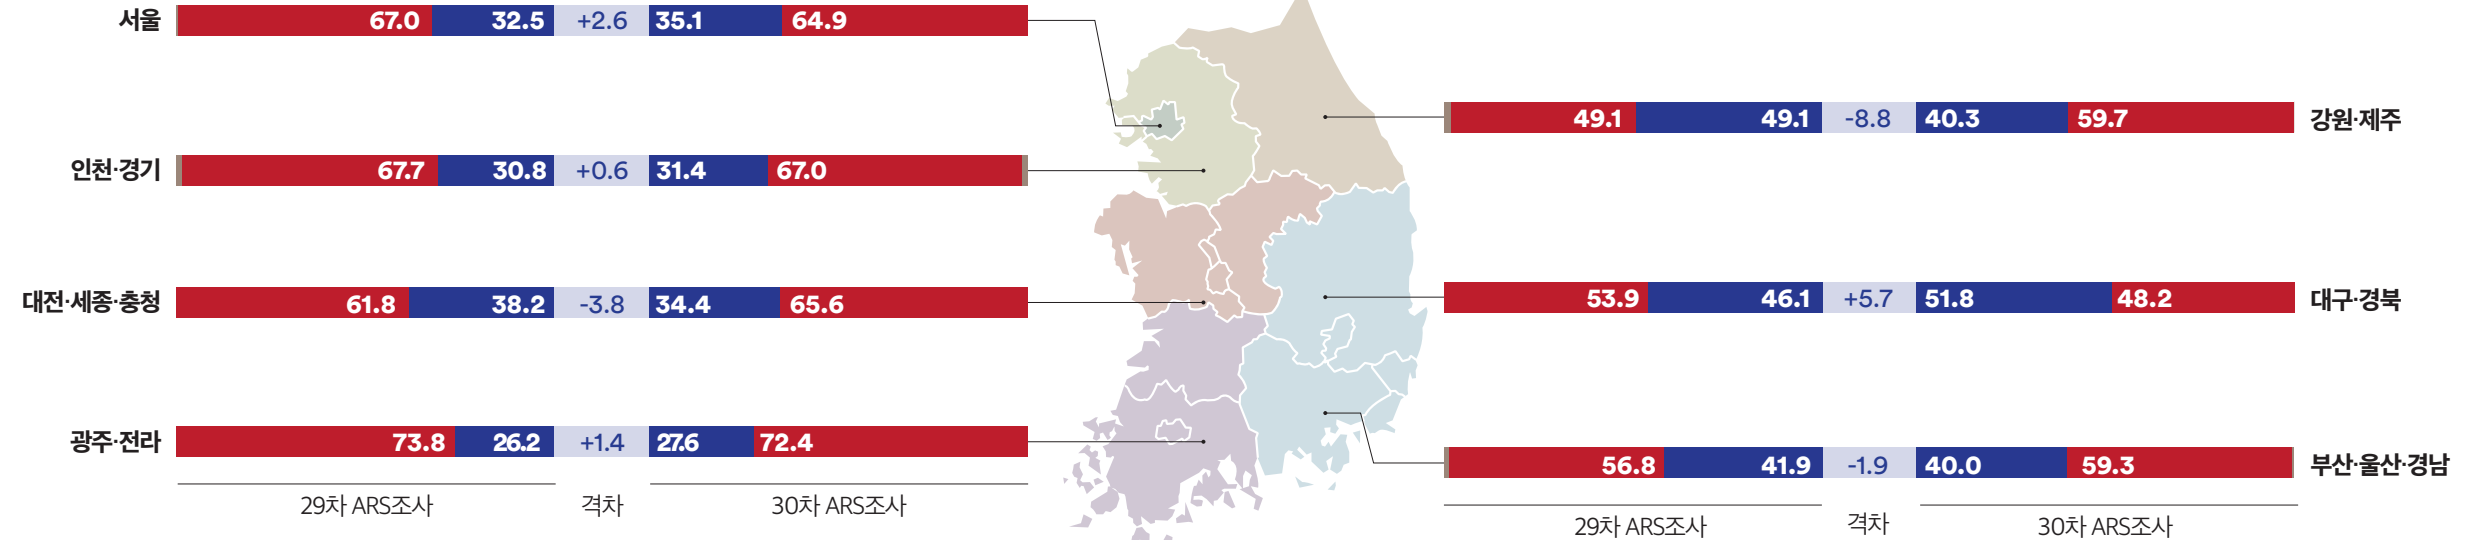 서울 67.0 32.5 +2.6 35.1 64.9
인천·경기 67.7 30.8 +0.6 31.4 67.0
대전·세종·충청 61.8 38.2 -3.8 34.4 65.6
광주·전라 73.8 26.2 +1.4 27.6 72.4
29차 ARS조사 격차 30차 ARS조사
49.1 49.1 -8.8 40.3 59.7 강원·제주
53.9 46.1 +5.7 51.8 48.2 대구·경북
56.8 41.9 -1.9 40.0 59.3 부산·울산·경남
29차 ARS조사 격차 30차 ARS조사